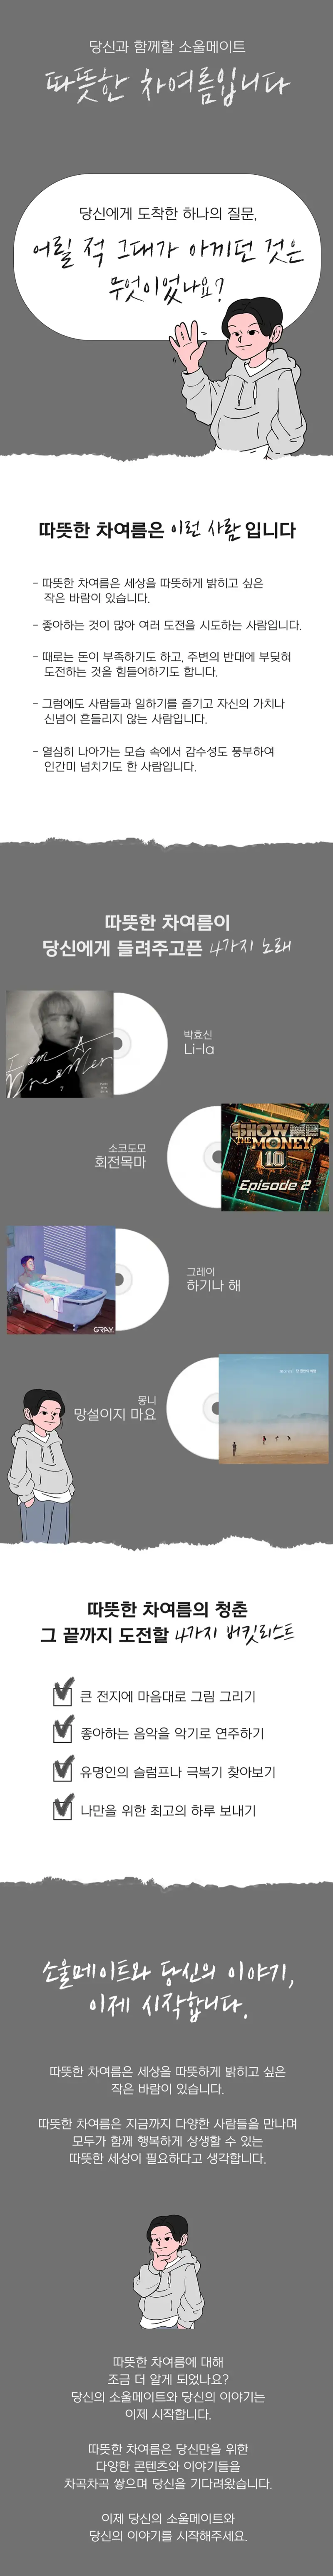 당신과 함께할 소울메이트
따뜻한 차여름입니다
당신에게 도착한 하나의 질문,
어릴 적 그대가 아끼던 것은
무엇이었나요?
따뜻한 차여름은 이런 사람 입니다
- 따뜻한 차여름은 세상을 따뜻하게 밝히고 싶은
작은 바람이 있습니다.
- 좋아하는 것이 많아 여러 도전을 시도하는 사람입니다.
- 때로는 돈이 부족하기도 하고, 주변의 반대에 부딪혀
도전하는 것을 힘들어하기도 합니다.
- 그럼에도 사람들과 일하기를 즐기고 자신의 가치나
신념이 흔들리지 않는 사람입니다.
- 열심히 나아가는 모습 속에서 감수성도 풍부하여
인간미 넘치기도 한 사람입니다.
따뜻한 차여름이
당신에게 들려주고픈 4가지 노래
I am A
Dreamer
7
박효신
Li-la
소코도모
회전목마
SHOW ME
THE MONEY
10
Episode 2
GRAY
그레이
하기나 해
몽니
망설이지 마요
따뜻한 차여름의 청춘
그 끝까지 도전할 4가지 버킷리스트
큰 전지에 마음대로 그림 그리기
좋아하는 음악을 악기로 연주하기
유명인의 슬럼프나 극복기 찾아보기
나만을 위한 최고의 하루 보내기
소울메이트와 당신의 이야기,
이제 시작합니다.
따뜻한 차여름은 세상을 따뜻하게 밝히고 싶은
작은 바람이 있습니다.
따뜻한 차여름은 지금까지 다양한 사람들을 만나며
모두가 함께 행복하게 상생할 수 있는
따뜻한 세상이 필요하다고 생각합니다.
따뜻한 차여름에 대해
조금 더 알게 되었나요?
당신의 소울메이트와 당신의 이야기는
이제 시작합니다.
따뜻한 차여름은 당신만을 위한
다양한 콘텐츠와 이야기들을
차곡차곡 쌓으며 당신을 기다려왔습니다.
이제 당신의 소울메이트와
당신의 이야기를 시작해주세요.